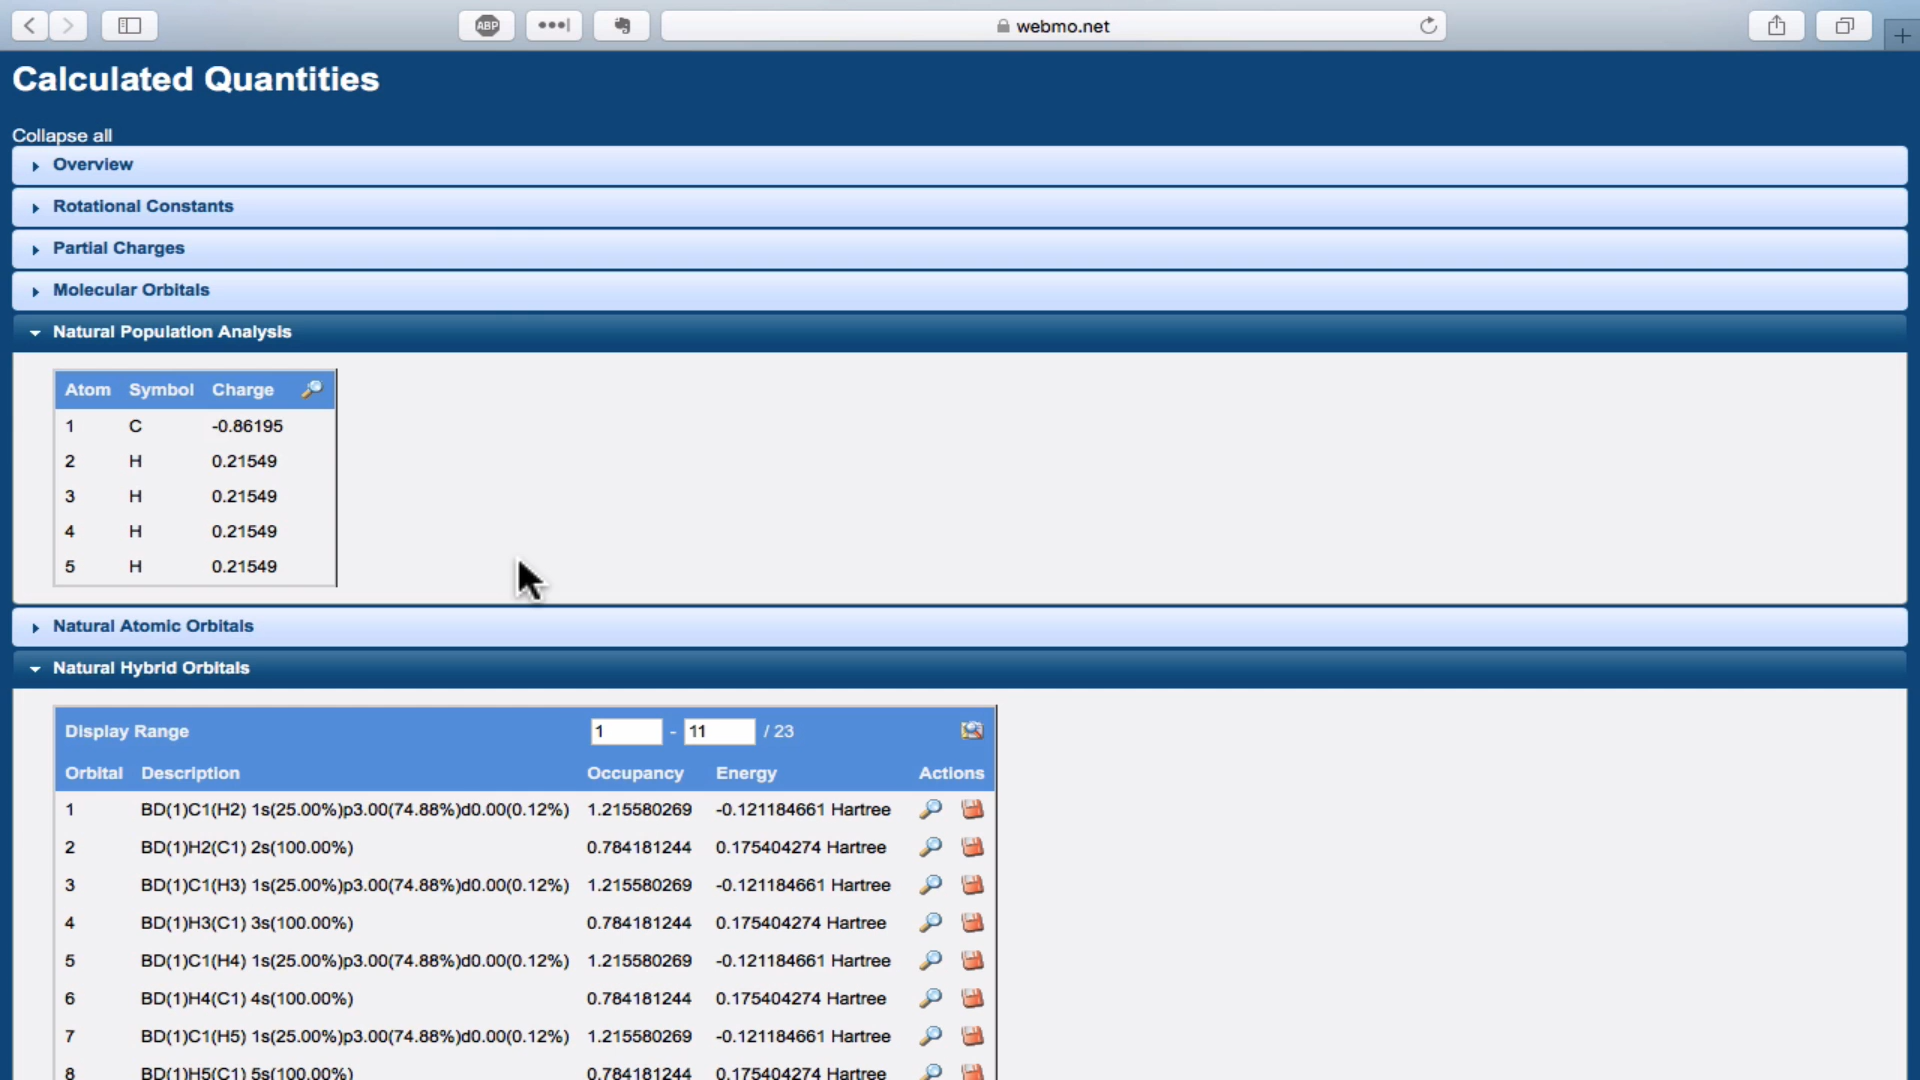 ABP
webmo.net
Calculated Quantities
Collapse all
Overview
Rotational Constants
Partial Charges
Molecular Orbitals
Natural Population Analysis
Atom Symbol Charge
1 C -0.86195
2 H 0.21549
3 H 0.21549
4 H 0.21549
5 H 0.21549
Natural Atomic Orbitals
Natural Hybrid Orbitals
Display Range 1 - 11 / 23
Orbital Description Occupancy Energy Actions
1 BD(1)C1(H2) 1s(25.00%)p3.00(74.88%)d0.00(0.12%) 1.215580269 -0.121184661 Hartree
2 BD(1)H2(C1) 2s(100.00%) 0.784181244 0.175404274 Hartree
3 BD(1)C1(H3) 1s(25.00%)p3.00(74.88%)d0.00(0.12%) 1.215580269 -0.121184661 Hartree
4 BD(1)H3(C1) 3s(100.00%) 0.784181244 0.175404274 Hartree
5 BD(1)C1(H4) 1s(25.00%)p3.00(74.88%)d0.00(0.12%) 1.215580269 -0.121184661 Hartree
6 BD(1)H4(C1) 4s(100.00%) 0.784181244 0.175404274 Hartree
7 BD(1)C1(H5) 1s(25.00%)p3.00(74.88%)d0.00(0.12%) 1.215580269 -0.121184661 Hartree
8 BD(1)H5(C1) 5s(100.00%) 0.784181244 0.175404274 Hartree